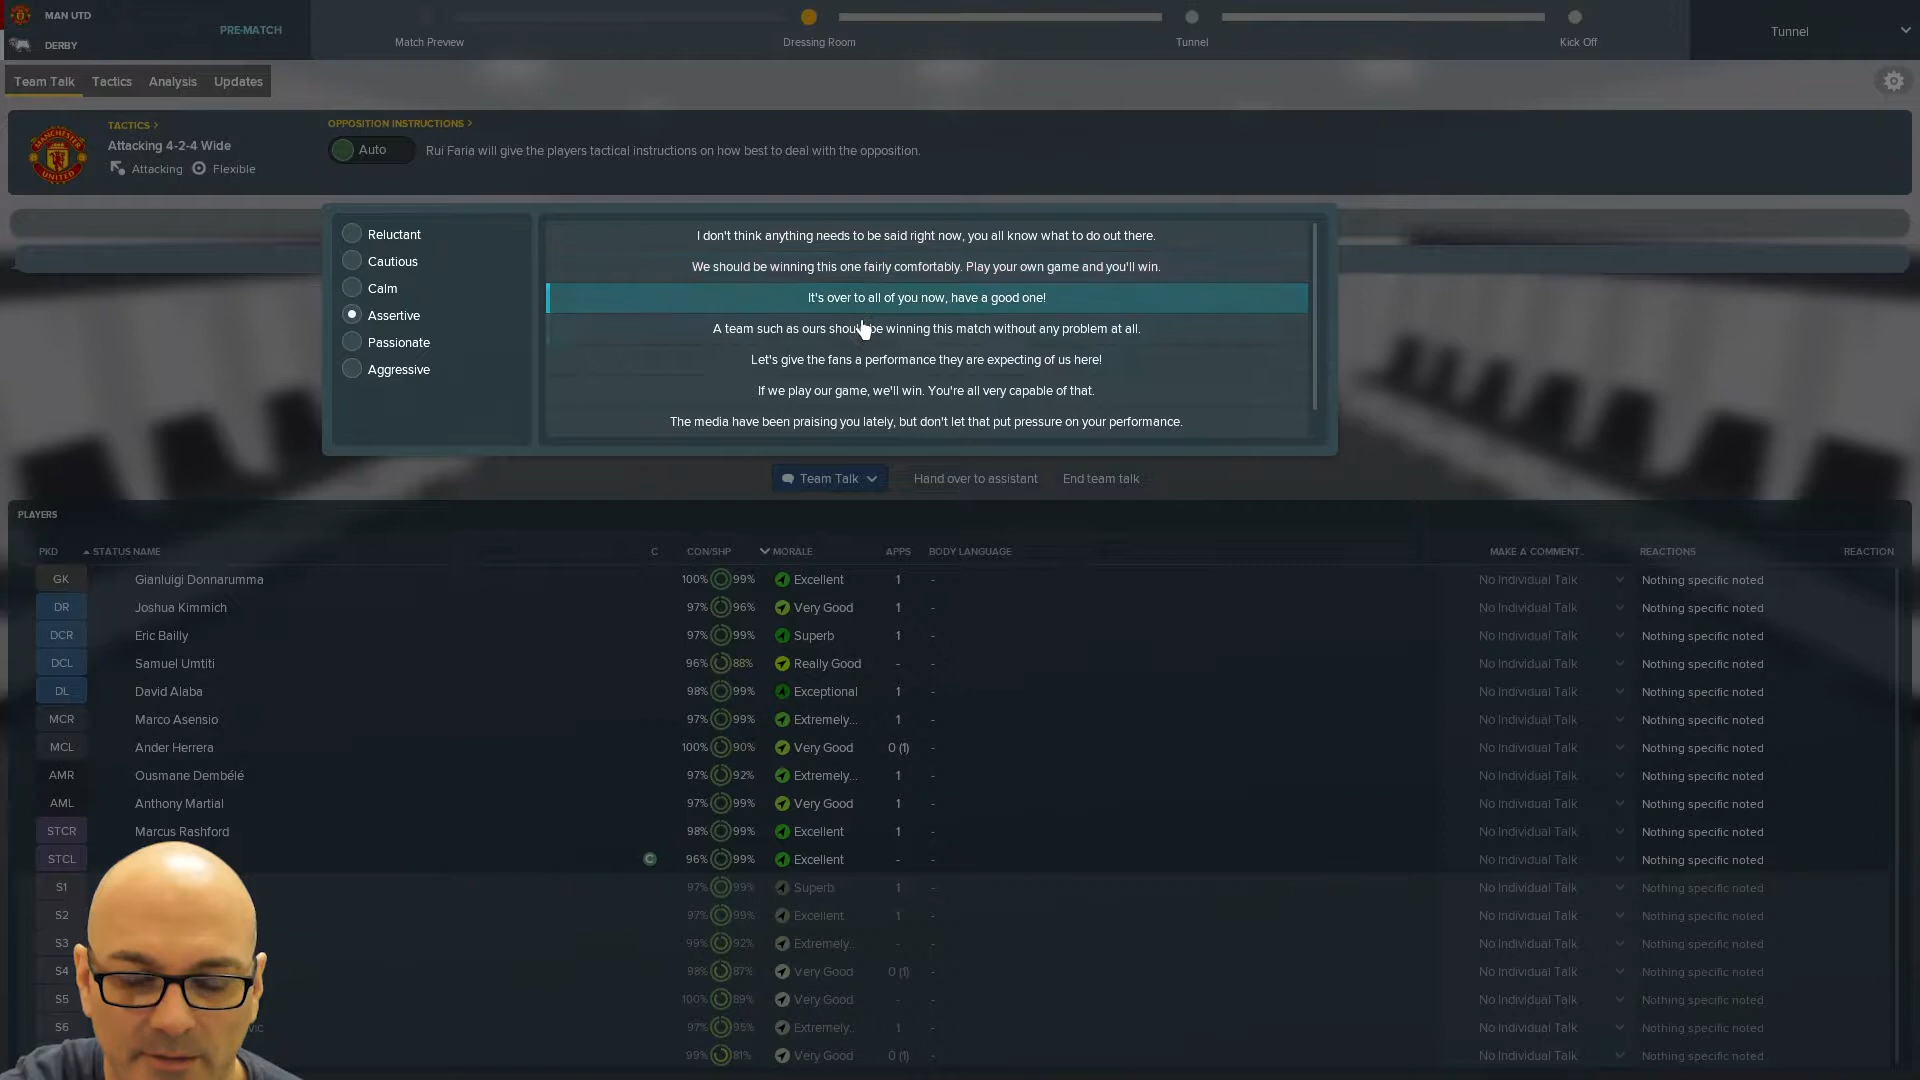 MAN UTD
DERBY
PRE-MATCH
Match Preview
Dressing Room
Tunnel
Kick Off
Tunnel
Team Talk
Tactics
Analysis
Updates
MANCHESTER UNITED
TACTICS >
Attacking 4-2-4 Wide
Attacking
Flexible
OPPOSITION INSTRUCTIONS >
Auto
Rui Faria will give the players tactical instructions on how best to deal with the opposition.
Reluctant
Cautious
Calm
Assertive
Passionate
Aggressive
I don't think anything needs to be said right now, you all know what to do out there.
We should be winning this one fairly comfortably. Play your own game and you'll win.
It's over to all of you now, have a good one!
A team such as ours should be winning this match without any problem at all.
Let's give the fans a performance they are expecting of us here!
If we play our game, we'll win. You're all very capable of that.
The media have been praising you lately, but don't let that put pressure on your performance.
Team Talk
Hand over to assistant
End team talk
PLAYERS
PKD STATUS NAME C CON/SHP MORALE APPS BODY LANGUAGE MAKE A COMMENT.. REACTIONS REACTION
GK Gianluigi Donnarumma 100% 99% Excellent 1 - No Individual Talk Nothing specific noted
DR Joshua Kimmich 97% 96% Very Good 1 - No Individual Talk Nothing specific noted
DCR Eric Bailly 97% 99% Superb 1 - No Individual Talk Nothing specific noted
DCL Samuel Umtiti 96% 88% Really Good - - No Individual Talk Nothing specific noted
DL David Alaba 98% 99% Exceptional 1 - No Individual Talk Nothing specific noted
MCR Marco Asensio 97% 99% Extremely... 1 - No Individual Talk Nothing specific noted
MCL Ander Herrera 100% 90% Very Good 0 (1) - No Individual Talk Nothing specific noted
AMR Ousmane Dembélé 97% 92% Extremely... 1 - No Individual Talk Nothing specific noted
AML Anthony Martial 97% 99% Very Good 1 - No Individual Talk Nothing specific noted
STCR Marcus Rashford 98% 99% Excellent 1 - No Individual Talk Nothing specific noted
STCL C 96% 99% Excellent - - No Individual Talk Nothing specific noted
S1 97% 99% Superb 1 - No Individual Talk Nothing specific noted
S2 97% 99% Excellent 1 - No Individual Talk Nothing specific noted
S3 99% 92% Extremely... - - No Individual Talk Nothing specific noted
S4 98% 87% Very Good 0 (1) - No Individual Talk Nothing specific noted
S5 100% 89% Very Good - - No Individual Talk Nothing specific noted
S6 vic 97% 95% Extremely... 1 - No Individual Talk Nothing specific noted
99% 81% Very Good 0 (1) - No Individual Talk Nothing specific noted